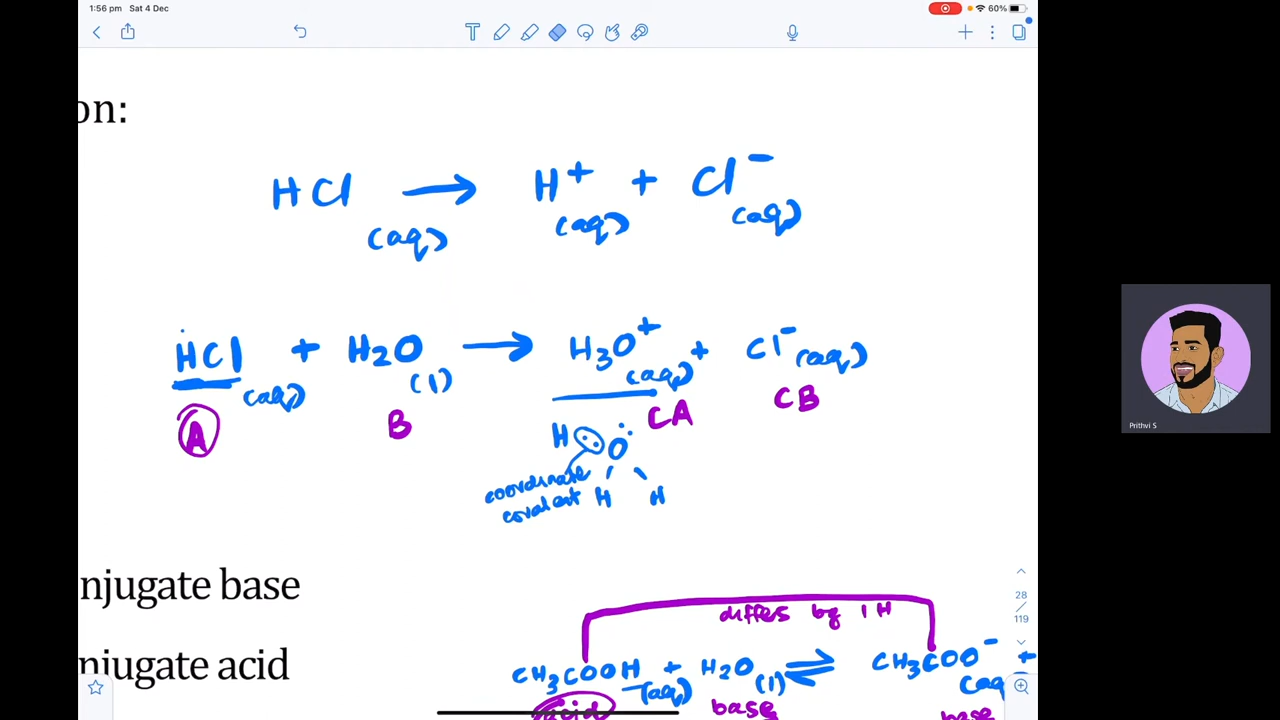 1:56 pm Sat 4 Dec
60%
on:
HCl (aq) → H+ (aq) + Cl− (aq)
HCl (aq) + H2O (l) → H3O+ (aq) + Cl− (aq)
A B CA CB
H : O :
coordinate
covalent H H
njugate base
differs by 1 H
njugate acid
CH3COOH (aq) + H2O (l) ⇌ CH3COO− (aq) +
acid base base
28
/
119
Prithvi S